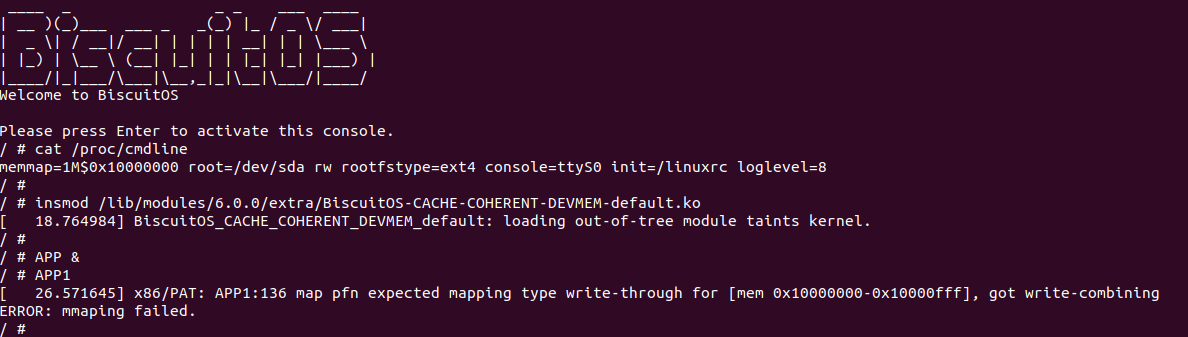 BiscuitOS
Welcome to BiscuitOS
Please press Enter to activate this console.
/ # cat /proc/cmdline
memmap=1M$0x10000000 root=/dev/sda rw rootfstype=ext4 console=ttyS0 init=/linuxrc loglevel=8
/ #
/ # insmod /lib/modules/6.0.0/extra/BiscuitOS-CACHE-COHERENT-DEVMEM-default.ko
[   18.764984] BiscuitOS_CACHE_COHERENT_DEVMEM_default: loading out-of-tree module taints kernel.
/ #
/ # APP &
/ # APP1
[   26.571645] x86/PAT: APP1:136 map pfn expected mapping type write-through for [mem 0x10000000-0x10000fff], got write-combining
ERROR: mmaping failed.
/ #